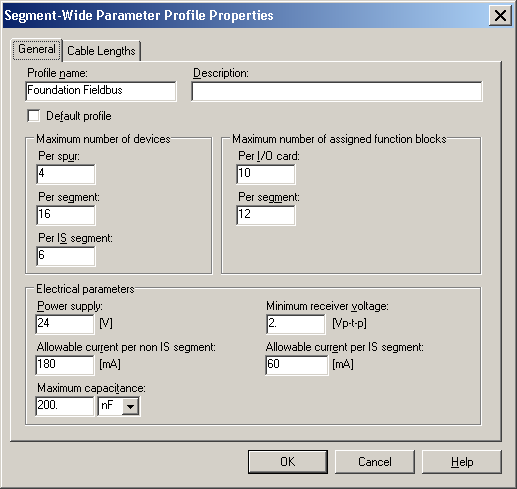 Segment-Wide Parameter Profile Properties
General Cable Lengths
Profile name: Description:
Foundation Fieldbus
Default profile
Maximum number of devices Maximum number of assigned function blocks
Per spur: Per I/O card:
4 10
Per segment: Per segment:
16 12
Per IS segment:
6
Electrical parameters
Power supply: Minimum receiver voltage:
24 [V] 2. [Vp-t-p]
Allowable current per non IS segment: Allowable current per IS segment:
180 [mA] 60 [mA]
Maximum capacitance:
200. nF
OK Cancel Help